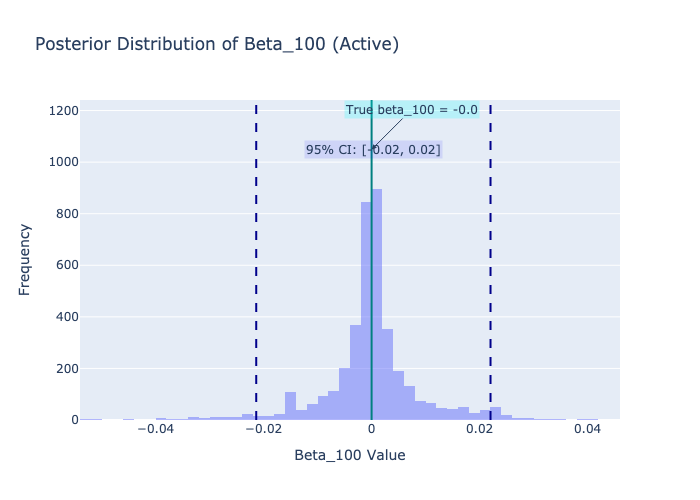 Posterior Distribution of Beta_100 (Active)
True beta_100 = -0.0
95% CI: [-0.02, 0.02]
Frequency
1200
1000
800
600
400
200
0
−0.04
−0.02
0
0.02
0.04
Beta_100 Value